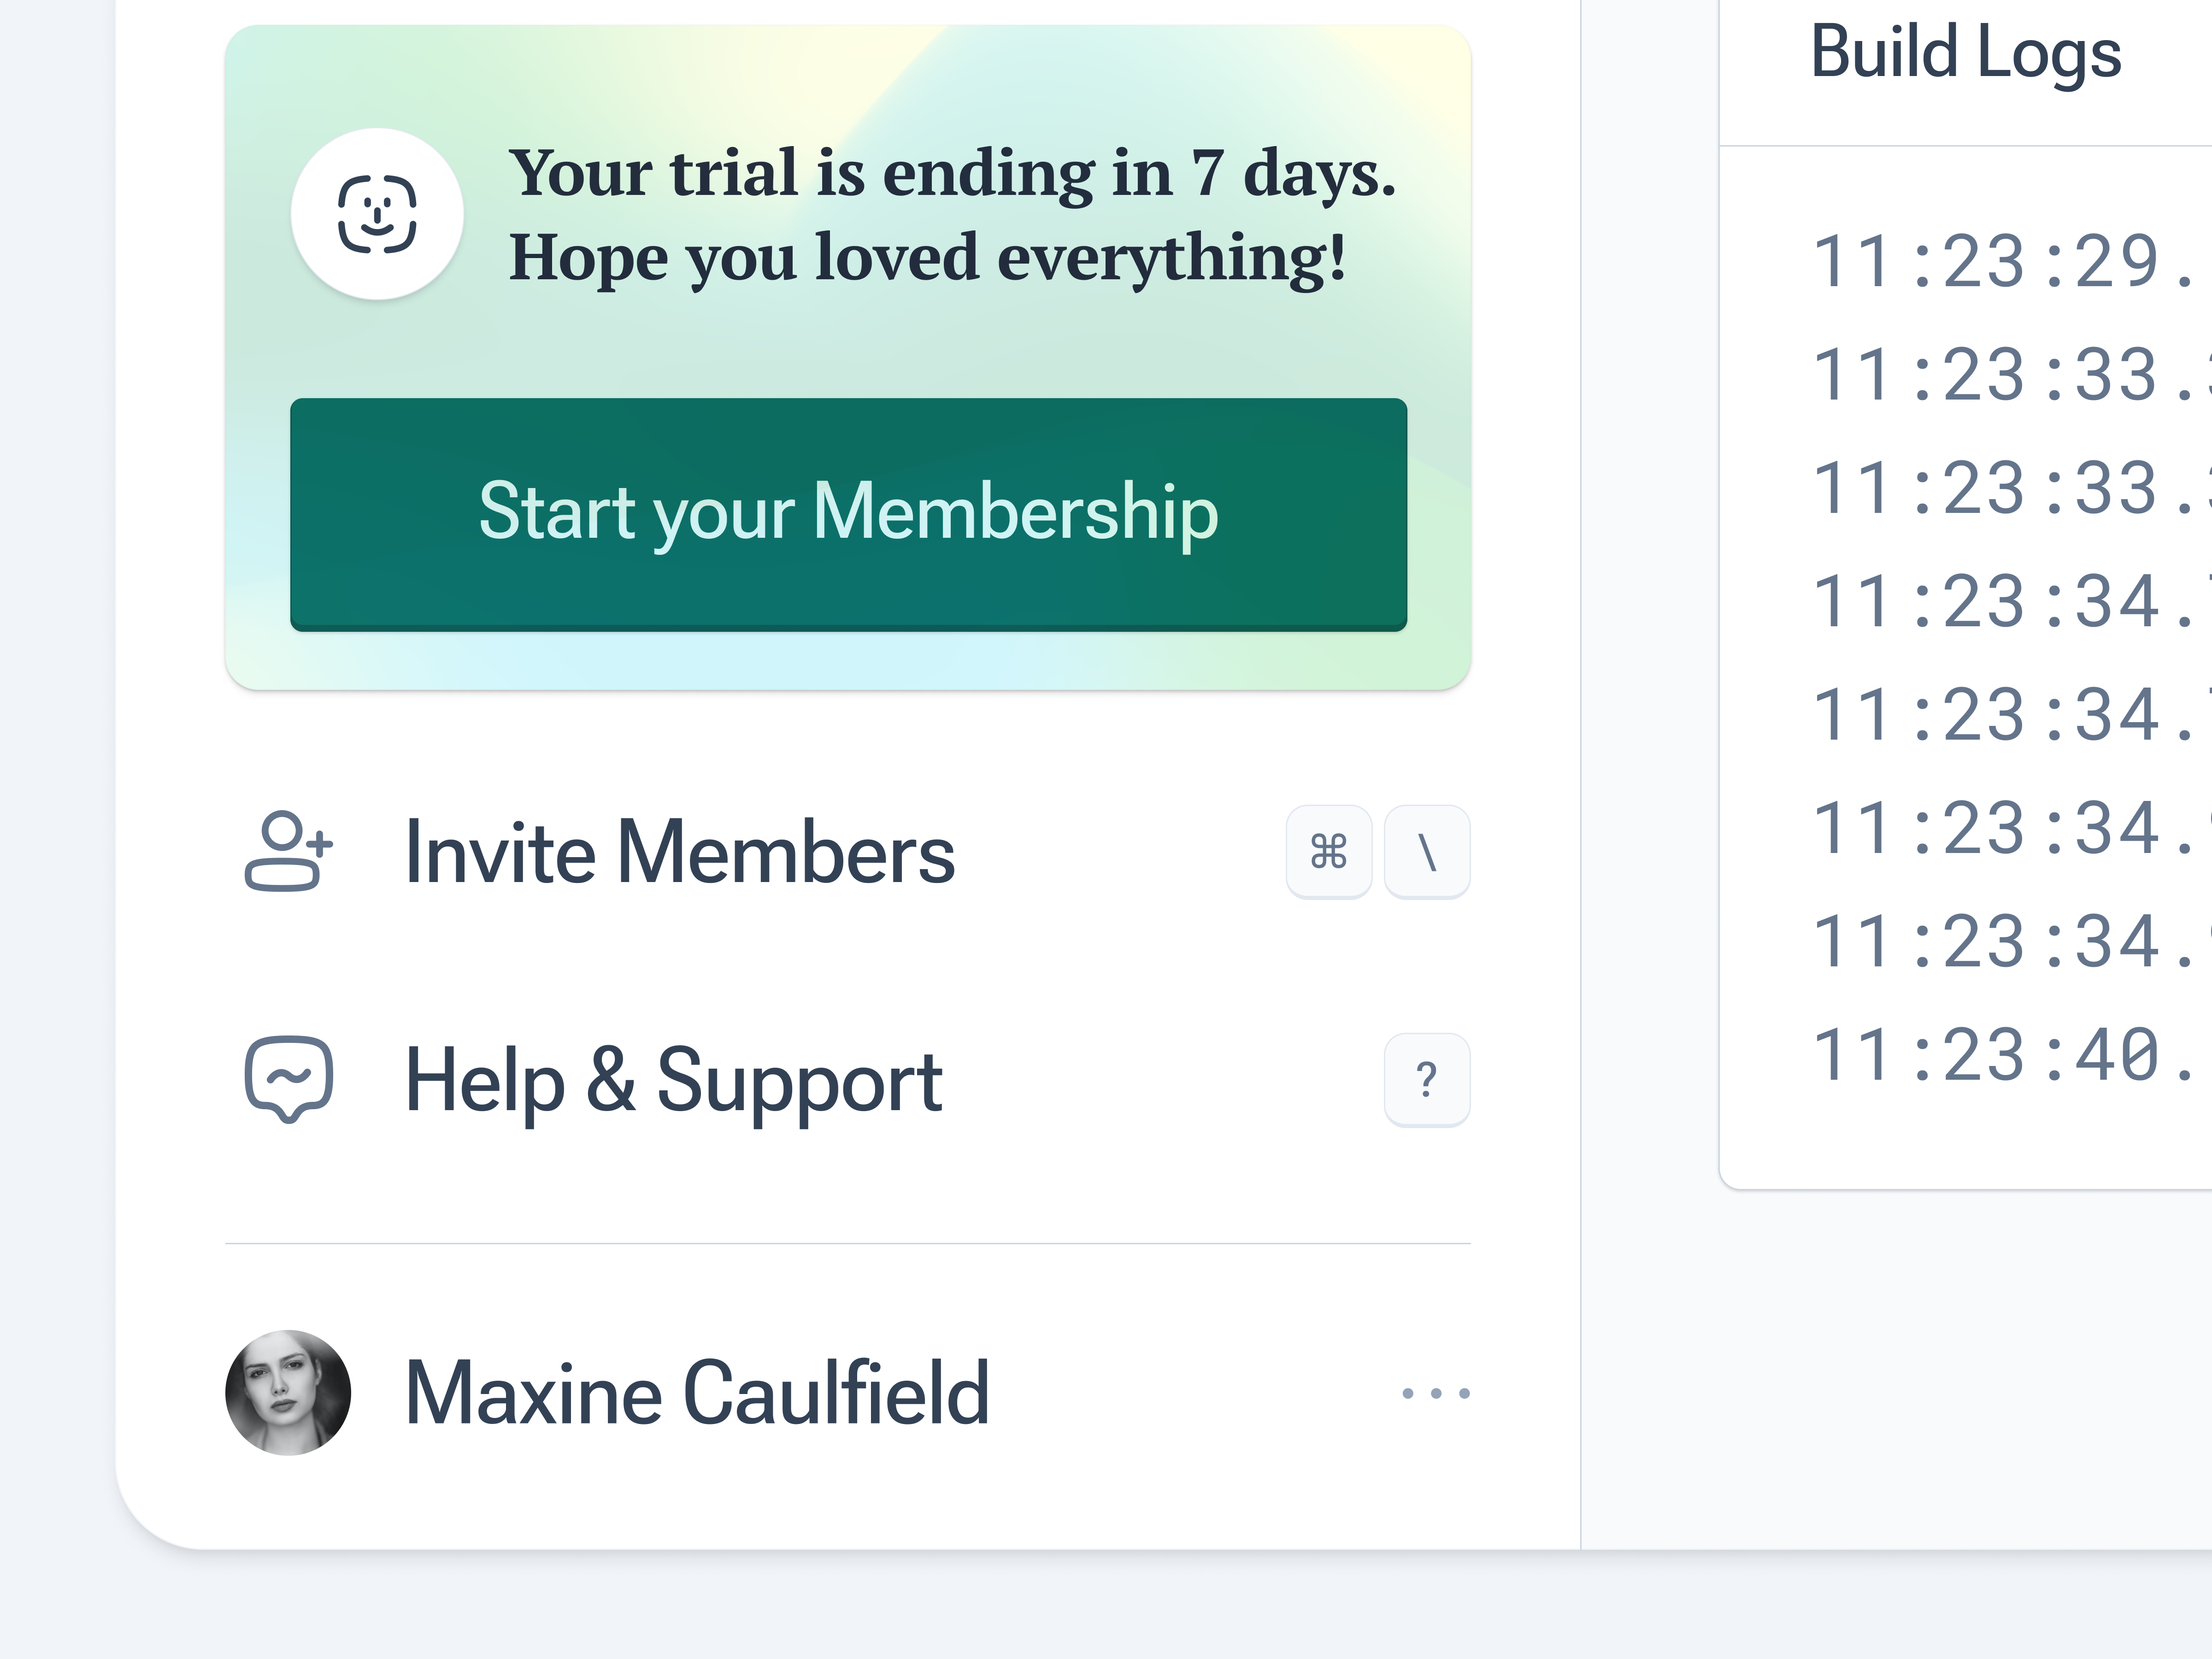 Your trial is ending in 7 days.
Hope you loved everything!
Start your Membership
Invite Members ⌘ \
Help & Support ?
Maxine Caulfield
Build Logs
11:23:29.
11:23:33.
11:23:33.
11:23:34.
11:23:34.
11:23:34.
11:23:34.
11:23:40.